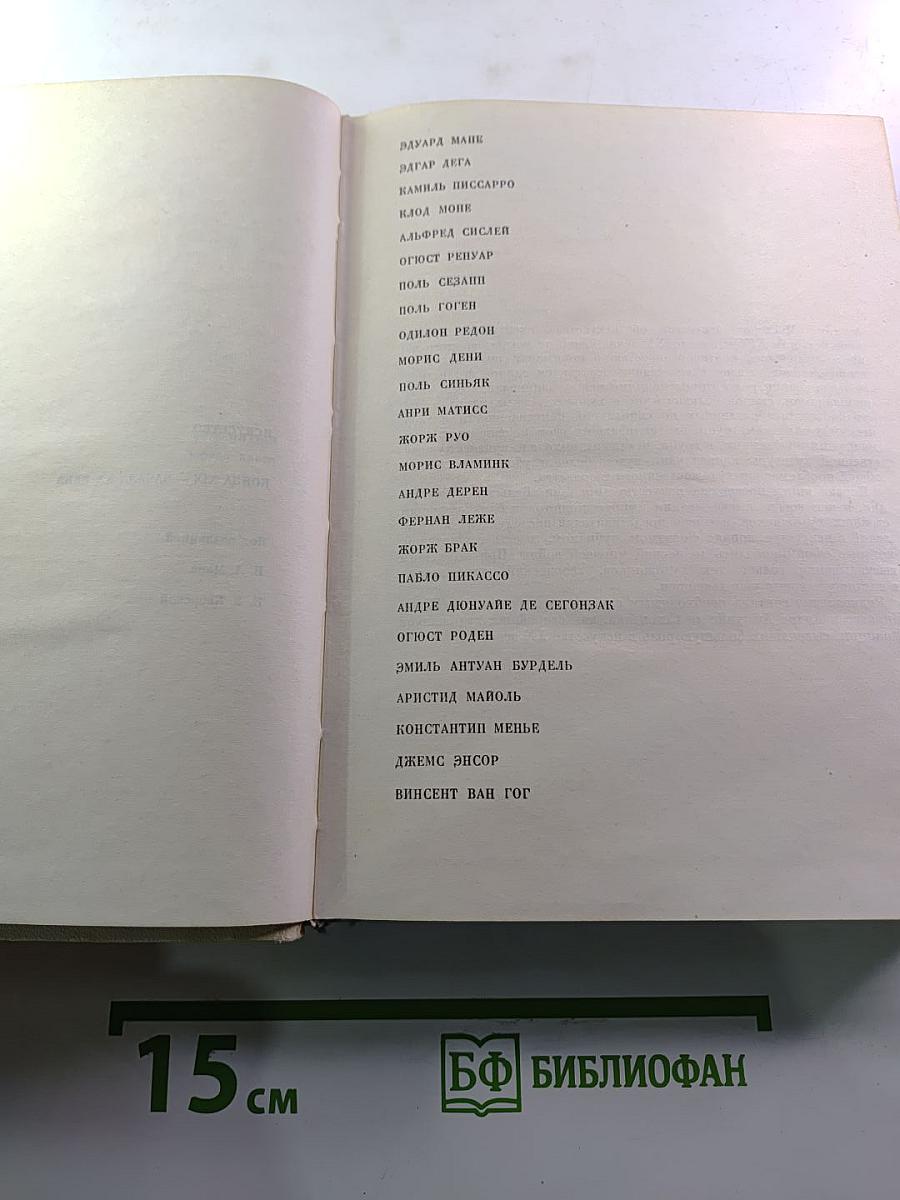 ЭДУАРД МАНЕ
ЭДГАР ДЕГА
КАМИЛЬ ПИССАРРО
КЛОД МОНЕ
АЛЬФРЕД СИСЛЕЙ
ОГЮСТ РЕНУАР
ПОЛЬ СЕЗАНН
ПОЛЬ ГОГЕН
ОДИЛОН РЕДОН
МОРИС ДЕНИ
ПОЛЬ СИНЬЯК
АНРИ МАТИСС
ЖОРЖ РУО
МОРИС ВЛАМИНК
АНДРЕ ДЕРЕН
ФЕРНАН ЛЕЖЕ
ЖОРЖ БРАК
ПАБЛО ПИКАССО
АНДРЕ ДЮНУАЙЕ ДЕ СЕГОНЗАК
ОГЮСТ РОДЕН
ЭМИЛЬ АНТУАН БУРДЕЛЬ
АРИСТИД МАЙОЛЬ
КОНСТАНТИН МЕНЬЕ
ДЖЕМС ЭНСОР
ВИНСЕНТ ВАН ГОГ
15 см
БФ БИБЛИОФАН